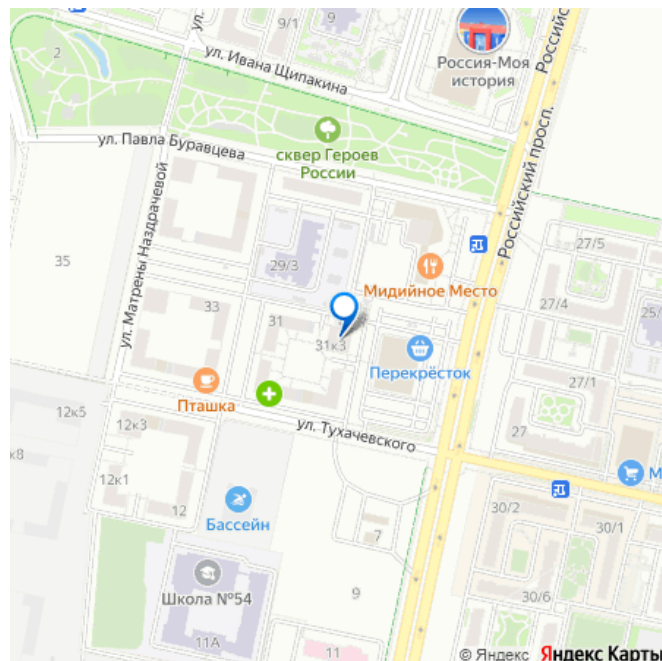 9/1
9
2
ул.
ул. Ивана Щипакина
Россия-Моя
история
Российский
Российский просп.
ул. Павла Буравцева
сквер Героев
России
ул. Матрены Наздрачевой
35
29/3
27/5
Мидийное Место
27/4
25/
33
31
31к3
Перекрёсток
27/1
Пташка
12к5
12к3
ул. Тухачевского
27
М
к8
12к1
12
Бассейн
30/2
30/1
7
Школа №54
9
30/6
11А
11
© Яндекс Яндекс Карты